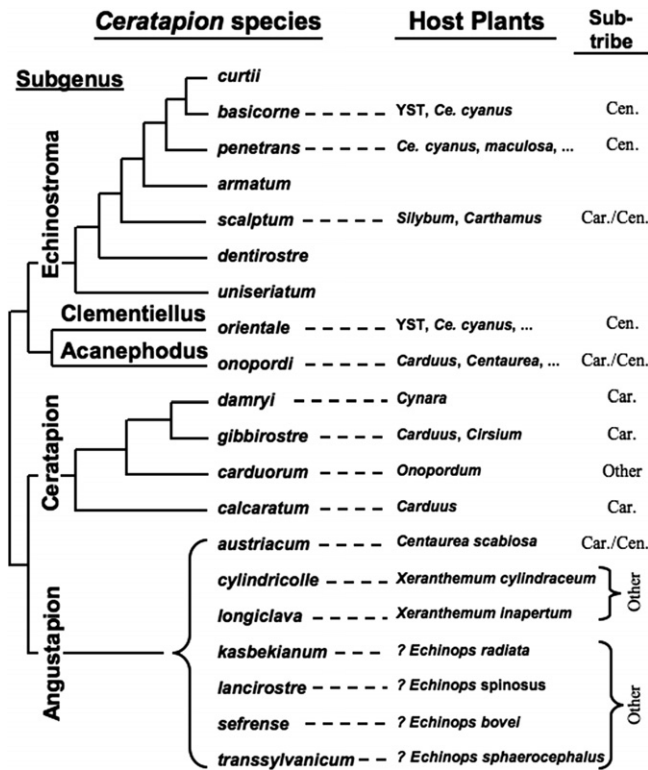 Ceratapion species Host Plants Sub-
tribe
Subgenus
curtii
basicorne YST, Ce. cyanus Cen.
penetrans Ce. cyanus, maculosa, ... Cen.
armatum
scalptum Silybum, Carthamus Car./Cen.
dentirostre
uniseriatum
Echinostroma
Clementiellus
orientale YST, Ce. cyanus, ... Cen.
Acanephodus
onopordi Carduus, Centaurea, ... Car./Cen.
damryi Cynara Car.
gibbirostre Carduus, Cirsium Car.
carduorum Onopordum Other
calcaratum Carduus Car.
Ceratapion
austriacum Centaurea scabiosa Car./Cen.
cylindricolle Xeranthemum cylindraceum
longiclava Xeranthemum inapertum
Other
kasbekianum ? Echinops radiata
lancirostre ? Echinops spinosus
sefrense ? Echinops bovei
transsylvanicum ? Echinops sphaerocephalus
Other
Angustapion